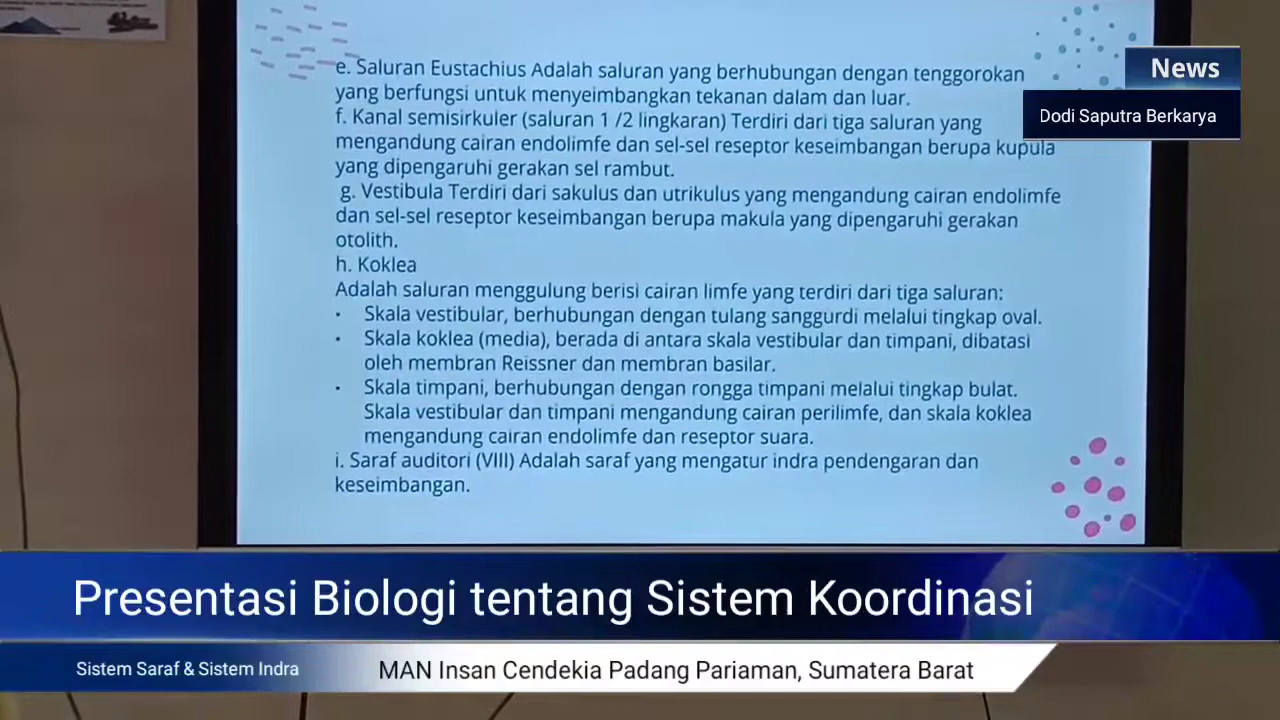 e. Saluran Eustachius Adalah saluran yang berhubungan dengan tenggorokan
yang berfungsi untuk menyeimbangkan tekanan dalam dan luar.
f. Kanal semisirkuler (saluran 1 /2 lingkaran) Terdiri dari tiga saluran yang
mengandung cairan endolimfe dan sel-sel reseptor keseimbangan berupa kupula
yang dipengaruhi gerakan sel rambut.
g. Vestibula Terdiri dari sakulus dan utrikulus yang mengandung cairan endolimfe
dan sel-sel reseptor keseimbangan berupa makula yang dipengaruhi gerakan
otolith.
h. Koklea
Adalah saluran menggulung berisi cairan limfe yang terdiri dari tiga saluran:
• Skala vestibular, berhubungan dengan tulang sanggurdi melalui tingkap oval.
• Skala koklea (media), berada di antara skala vestibular dan timpani, dibatasi
oleh membran Reissner dan membran basilar.
• Skala timpani, berhubungan dengan rongga timpani melalui tingkap bulat.
Skala vestibular dan timpani mengandung cairan perilimfe, dan skala koklea
mengandung cairan endolimfe dan reseptor suara.
i. Saraf auditori (VIII) Adalah saraf yang mengatur indra pendengaran dan
keseimbangan.
News
Dodi Saputra Berkarya
Presentasi Biologi tentang Sistem Koordinasi
Sistem Saraf & Sistem Indra
MAN Insan Cendekia Padang Pariaman, Sumatera Barat